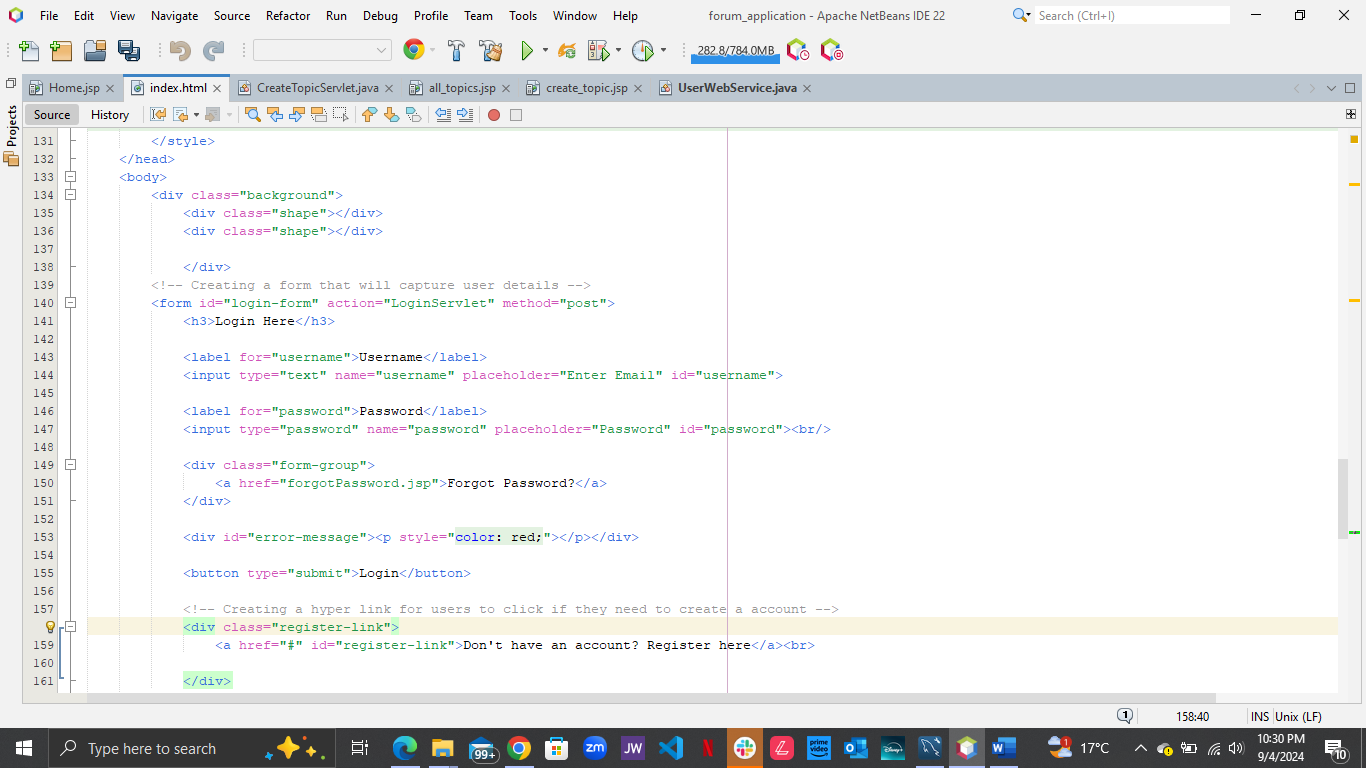 File Edit View Navigate Source Refactor Run Debug Profile Team Tools Window Help forum_application - Apache NetBeans IDE 22 Search (Ctrl+I)
282.8/784.0MB
Home.jsp index.html CreateTopicServlet.java all_topics.jsp create_topic.jsp UserWebService.java
Projects
Source History
131 </style>
132 </head>
133 <body>
134 <div class="background">
135 <div class="shape"></div>
136 <div class="shape"></div>
137
138 </div>
139 <!-- Creating a form that will capture user details -->
140 <form id="login-form" action="LoginServlet" method="post">
141 <h3>Login Here</h3>
142
143 <label for="username">Username</label>
144 <input type="text" name="username" placeholder="Enter Email" id="username">
145
146 <label for="password">Password</label>
147 <input type="password" name="password" placeholder="Password" id="password"><br/>
148
149 <div class="form-group">
150 <a href="forgotPassword.jsp">Forgot Password?</a>
151 </div>
152
153 <div id="error-message"><p style="color: red;"></p></div>
154
155 <button type="submit">Login</button>
156
157 <!-- Creating a hyper link for users to click if they need to create a account -->
<div class="register-link">
159 <a href="#" id="register-link">Don't have an account? Register here</a><br>
160
161 </div>
1 158:40 INS Unix (LF)
Type here to search 99+ zm JW prime video Disney+ W 1 17°C 10:30 PM
9/4/2024 10